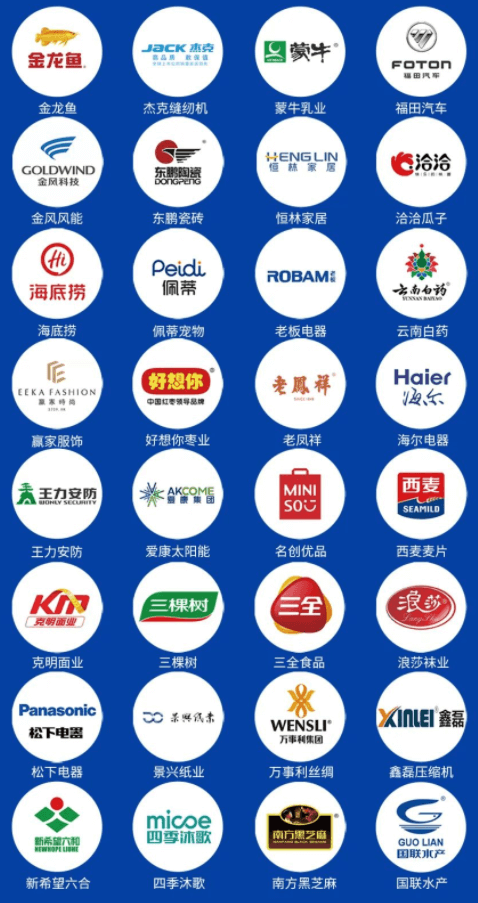 金龙鱼
JACK 杰克
蒙牛
FOTON
福田汽车
金龙鱼
杰克缝纫机
蒙牛乳业
福田汽车
GOLDWIND
金风科技
东鹏陶瓷
DONGPENG
HENGLIN
恒林家居
洽洽
金风风能
东鹏瓷砖
恒林家居
洽洽瓜子
Hi
海底捞
Peidi
佩蒂
ROBAM 老板
云南白药
YUNNAN BAIYAO
海底捞
佩蒂宠物
老板电器
云南白药
EEKA FASHION
赢家时尚
好想你
中国红枣领导品牌
老鳳祥
SINCE 1848
Haier
海尔
赢家服饰
好想你枣业
老凤祥
海尔电器
王力安防
WONLY SECURITY
AKCOME
爱康集团
MINI
SO
西麦
SEAMILD
王力安防
爱康太阳能
名创优品
西麦麦片
KM
克明面业
三棵树
三全
浪莎
克明面业
三棵树
三全食品
浪莎袜业
Panasonic
松下电器
WENSLI
万事利集团
XINLEI 鑫磊
松下电器
景兴纸业
万事利丝绸
鑫磊压缩机
新希望六和
NEWHOPE LIUHE
micoe
四季沐歌
南方黑芝麻
GUO LIAN
国联水产
新希望六合
四季沐歌
南方黑芝麻
国联水产